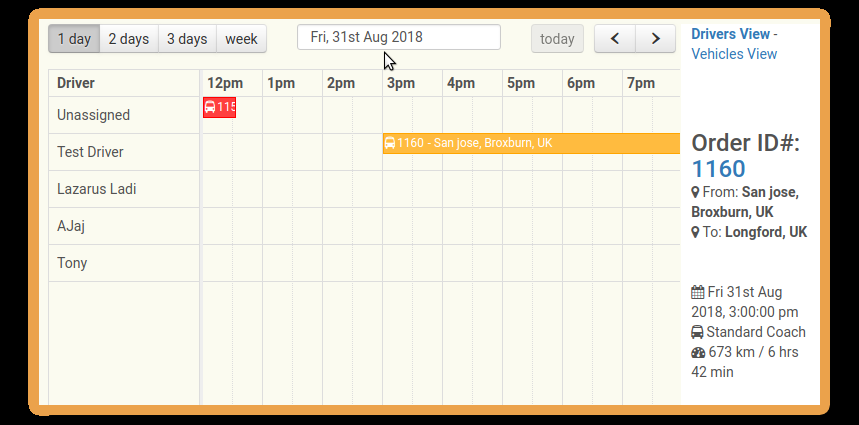 1 day 2 days 3 days week Fri, 31st Aug 2018 today
Drivers View -
Vehicles View
Driver 12pm 1pm 2pm 3pm 4pm 5pm 6pm 7pm
Unassigned 115
Test Driver 1160 - San jose, Broxburn, UK
Lazarus Ladi
AJaj
Tony
Order ID#:
1160
From: San jose,
Broxburn, UK
To: Longford, UK
Fri 31st Aug
2018, 3:00:00 pm
Standard Coach
673 km / 6 hrs
42 min